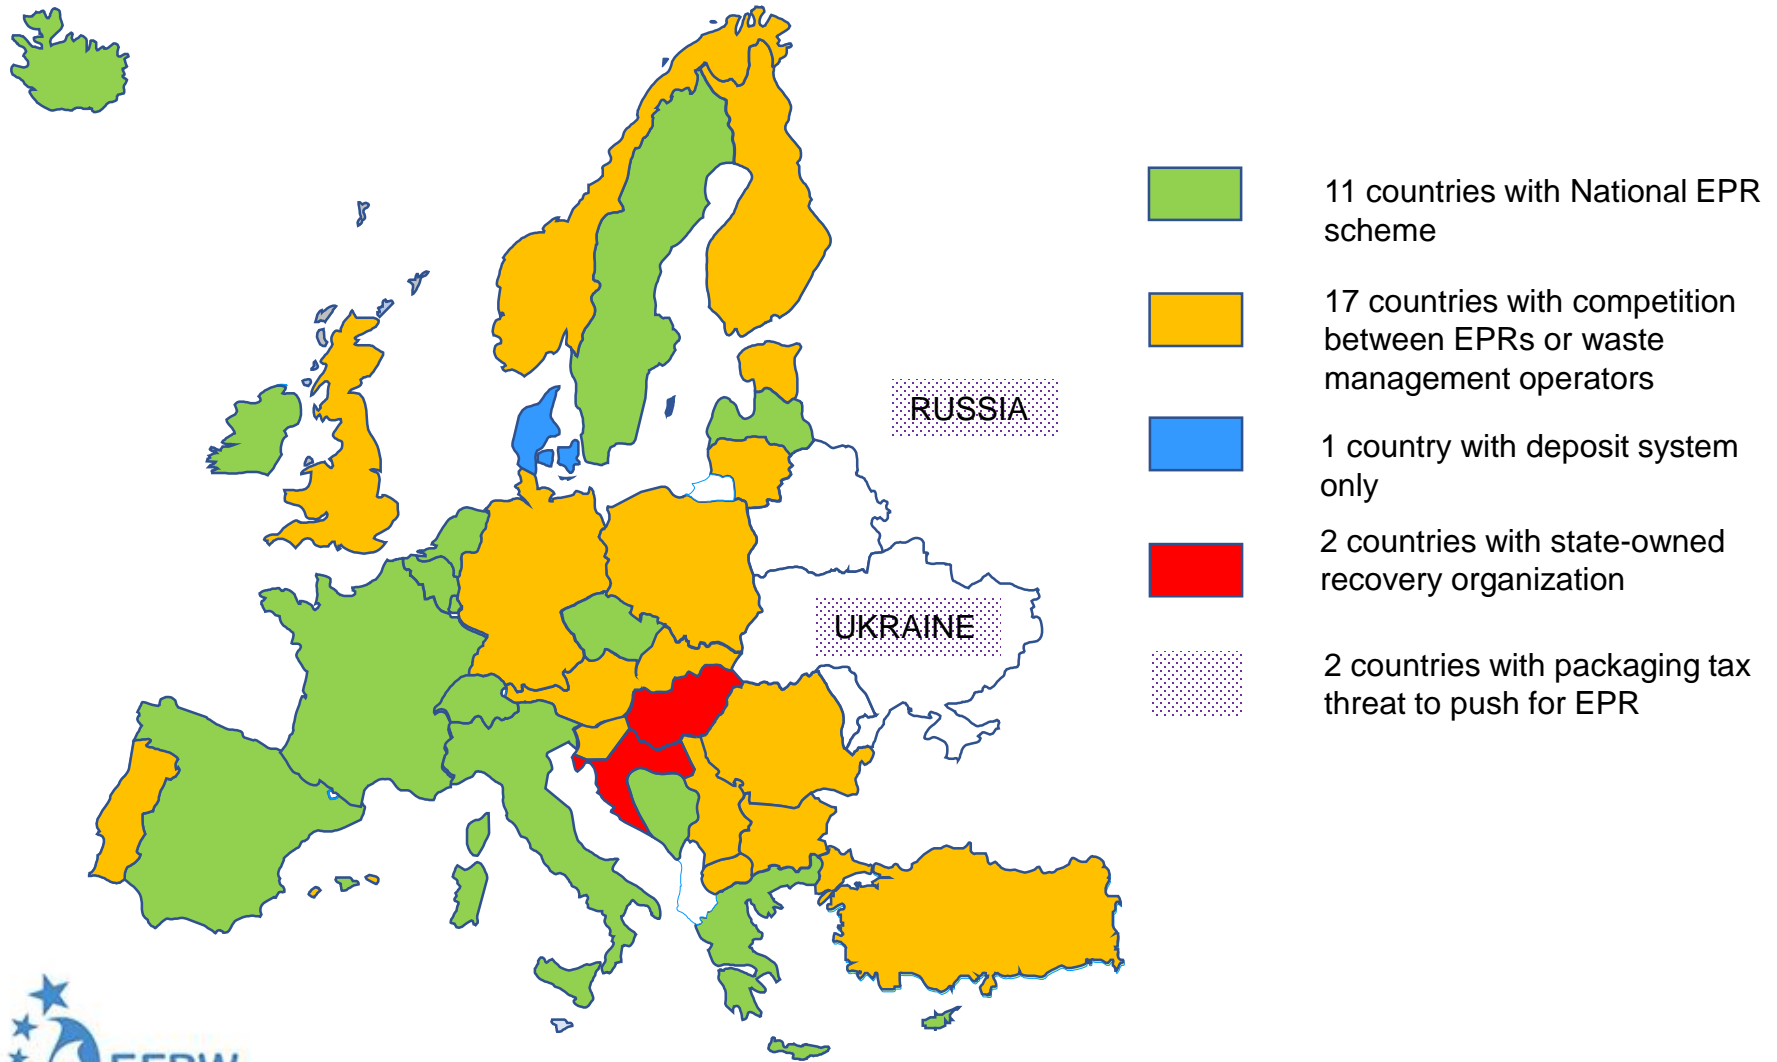 11 countries with National EPR
scheme
17 countries with competition
between EPRs or waste
management operators
RUSSIA
1 country with deposit system
only
2 countries with state-owned
recovery organization
UKRAINE
2 countries with packaging tax
threat to push for EPR